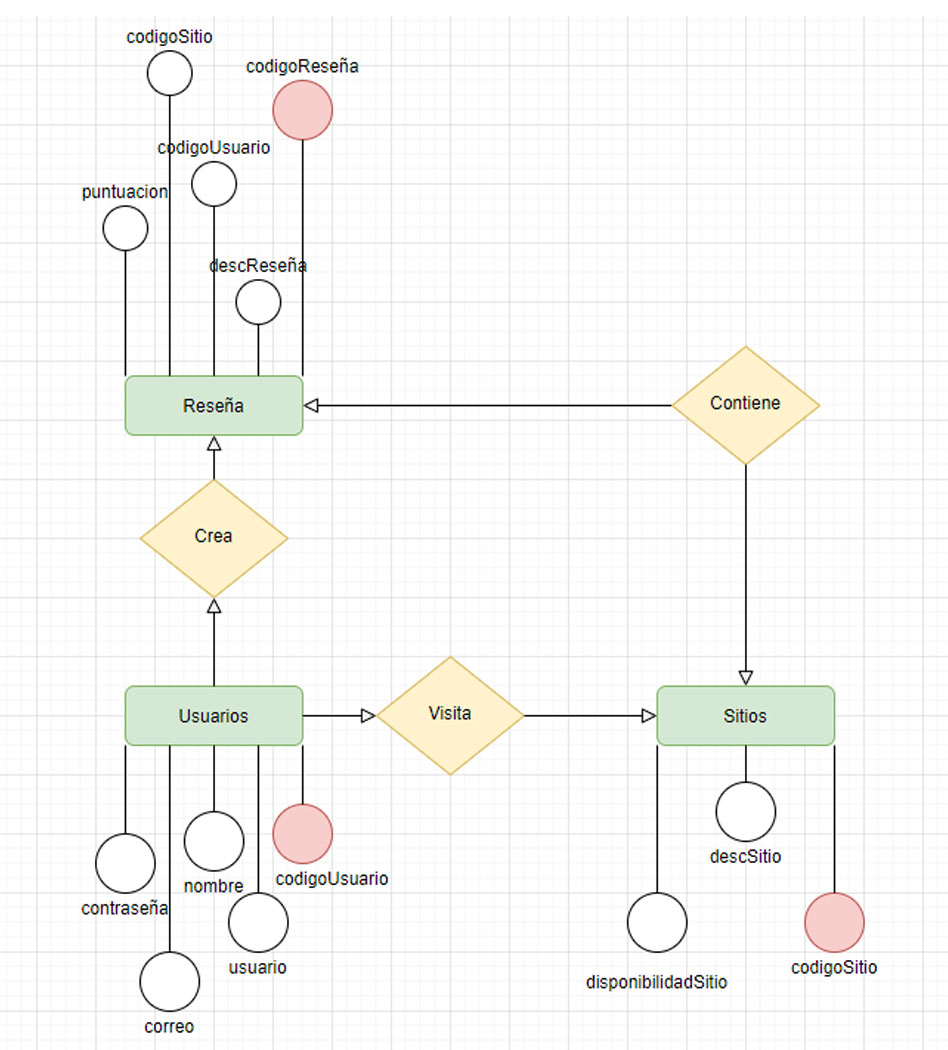 codigoSitio
codigoReseña
codigoUsuario
puntuacion
descReseña
Reseña
Contiene
Crea
Usuarios
Visita
Sitios
descSitio
nombre
codigoUsuario
contraseña
usuario
codigoSitio
disponibilidadSitio
correo